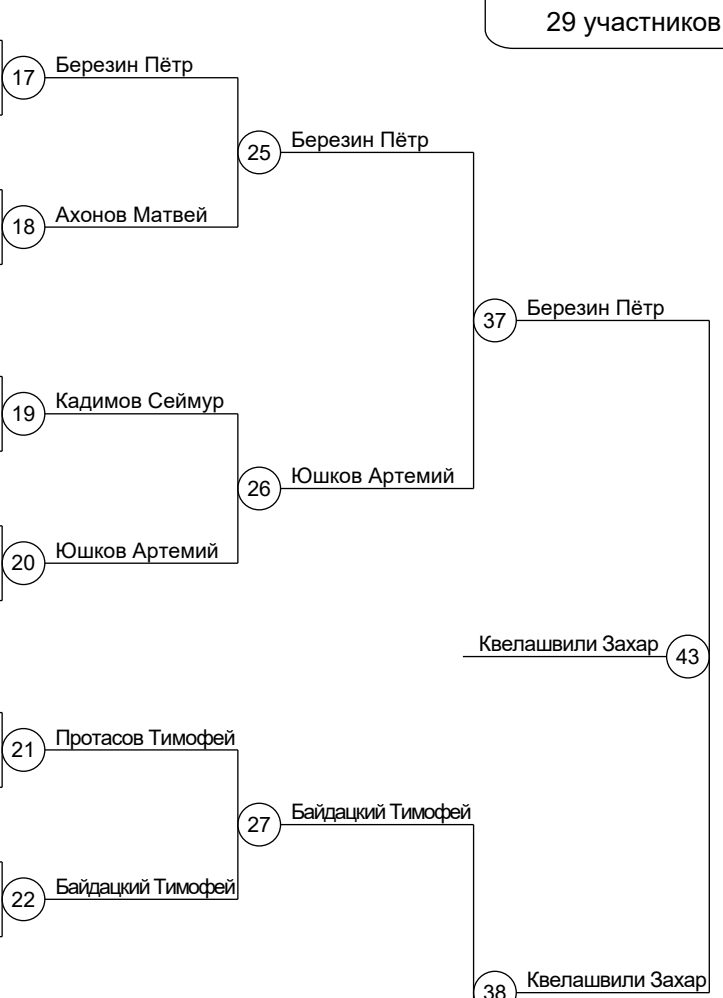 29 участников
17 Березин Пётр
25 Березин Пётр
18 Ахонов Матвей
37 Березин Пётр
19 Кадимов Сеймур
26 Юшков Артемий
20 Юшков Артемий
Квелашвили Захар 43
21 Протасов Тимофей
27 Байдацкий Тимофей
22 Байдацкий Тимофей
38 Квелашвили Захар